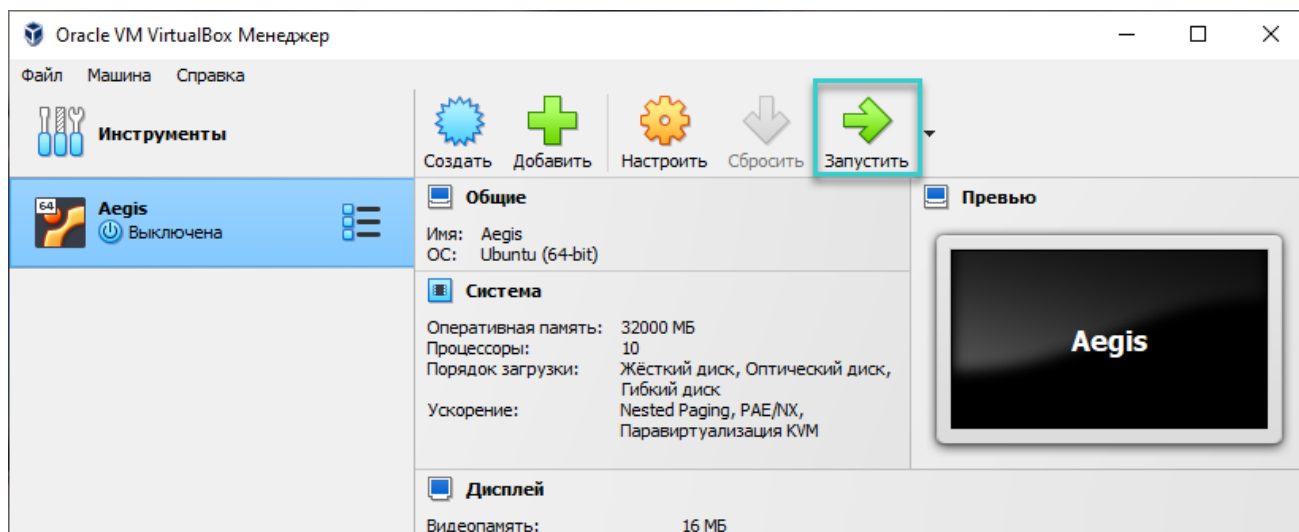 Oracle VM VirtualBox Менеджер
Файл Машина Справка
Инструменты
Создать Добавить Настроить Сбросить Запустить
64
Aegis
Выключена
Общие
Имя: Aegis
ОС: Ubuntu (64-bit)
Система
Оперативная память: 32000 МБ
Процессоры: 10
Порядок загрузки: Жёсткий диск, Оптический диск,
Гибкий диск
Ускорение: Nested Paging, PAE/NX,
Паравиртуализация KVM
Превью
Aegis
Дисплей
Видеопамять: 16 МБ